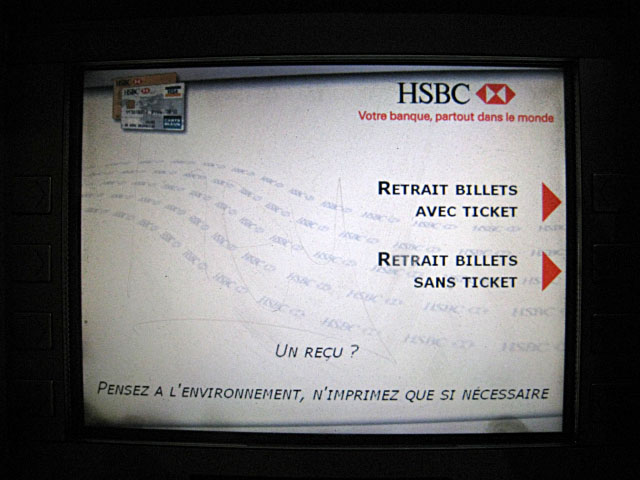 HSBC
Votre banque, partout dans le monde
RETRAIT BILLETS
AVEC TICKET
RETRAIT BILLETS
SANS TICKET
UN REÇU ?
PENSEZ A L'ENVIRONNEMENT, N'IMPRIMEZ QUE SI NÉCESSAIRE